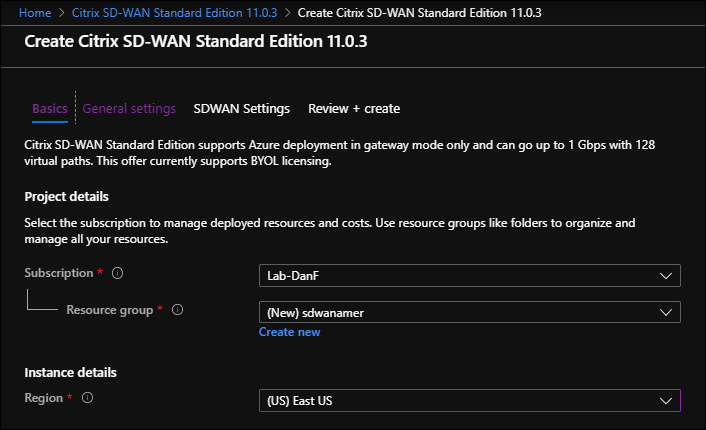 Home > Citrix SD-WAN Standard Edition 11.0.3 > Create Citrix SD-WAN Standard Edition 11.0.3
Create Citrix SD-WAN Standard Edition 11.0.3
Basics General settings SDWAN Settings Review + create
Citrix SD-WAN Standard Edition supports Azure deployment in gateway mode only and can go up to 1 Gbps with 128
virtual paths. This offer currently supports BYOL licensing.
Project details
Select the subscription to manage deployed resources and costs. Use resource groups like folders to organize and
manage all your resources.
Subscription * Lab-DanF
Resource group * (New) sdwanamer
Create new
Instance details
Region * (US) East US